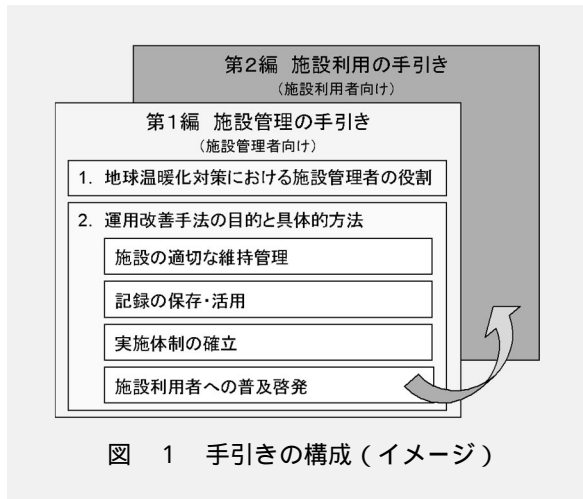 第2編 施設利用の手引き
(施設利用者向け)
第1編 施設管理の手引き
(施設管理者向け)
1. 地球温暖化対策における施設管理者の役割
2. 運用改善手法の目的と具体的方法
施設の適切な維持管理
記録の保存・活用
実施体制の確立
施設利用者への普及啓発
図 1 手引きの構成(イメージ)